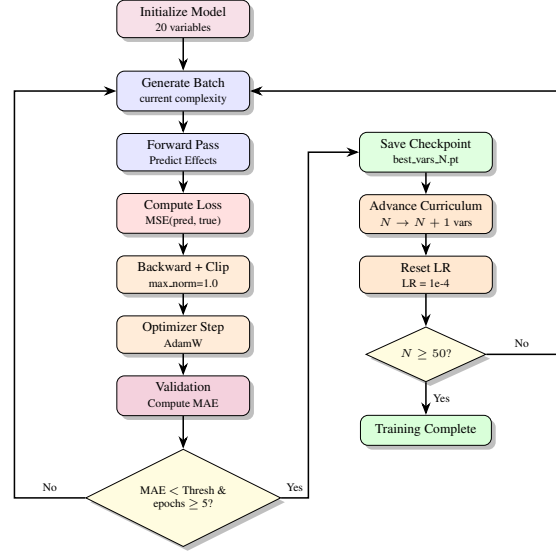 Initialize Model
20 variables
Generate Batch
current complexity
Forward Pass
Predict Effects
Compute Loss
MSE(pred, true)
Backward + Clip
max_norm=1.0
Optimizer Step
AdamW
Validation
Compute MAE
MAE < Thresh &
epochs ≥ 5?
No
Yes
Save Checkpoint
best_vars_N.pt
Advance Curriculum
N → N + 1 vars
Reset LR
LR = 1e-4
N ≥ 50?
No
Yes
Training Complete